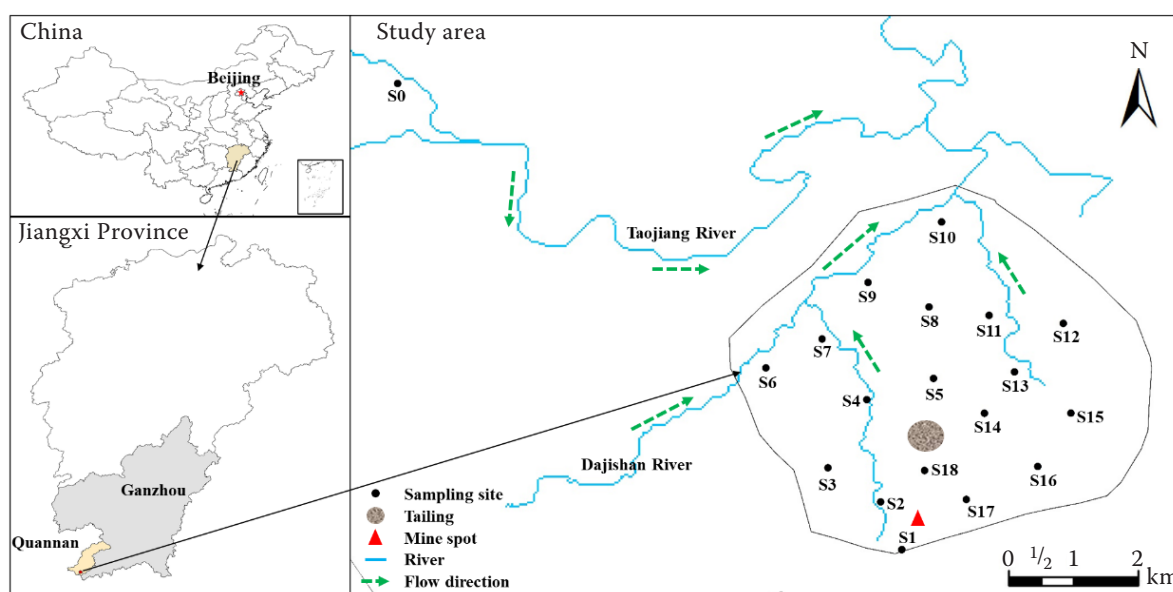 China
Beijing
Jiangxi Province
Ganzhou
Quannan
Study area
N
S0
Taojiang River
S10
S9
S8
S11
S12
S7
S6
S5
S13
S4
S14
S15
Dajishan River
S3
S18
S16
S2
S17
S1
Sampling site
Tailing
Mine spot
River
Flow direction
0 1/2 1 2
km